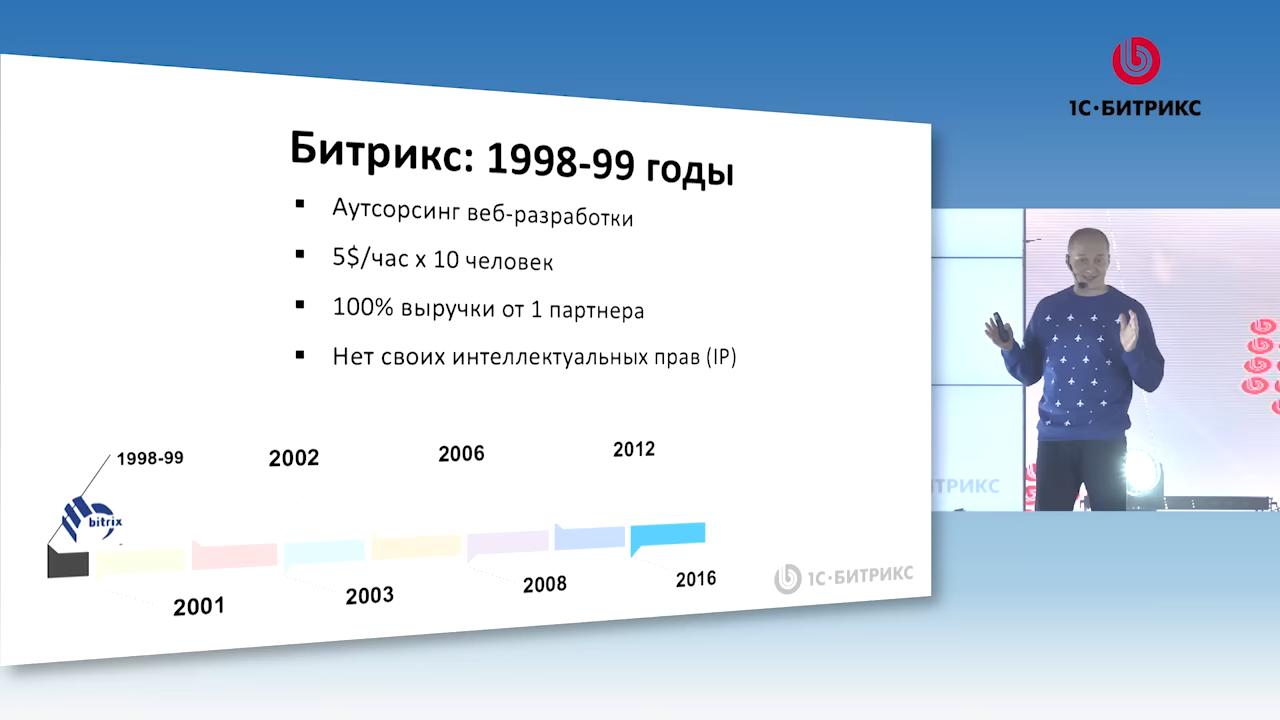 1С·БИТРИКС
Битрикс: 1998-99 годы
Аутсорсинг веб-разработки
5$/час х 10 человек
100% выручки от 1 партнера
Нет своих интеллектуальных прав (IP)
1998-99
2002
2006
2012
bitrix
2001
2003
2008
2016
1С·БИТРИКС
ИТРИКС